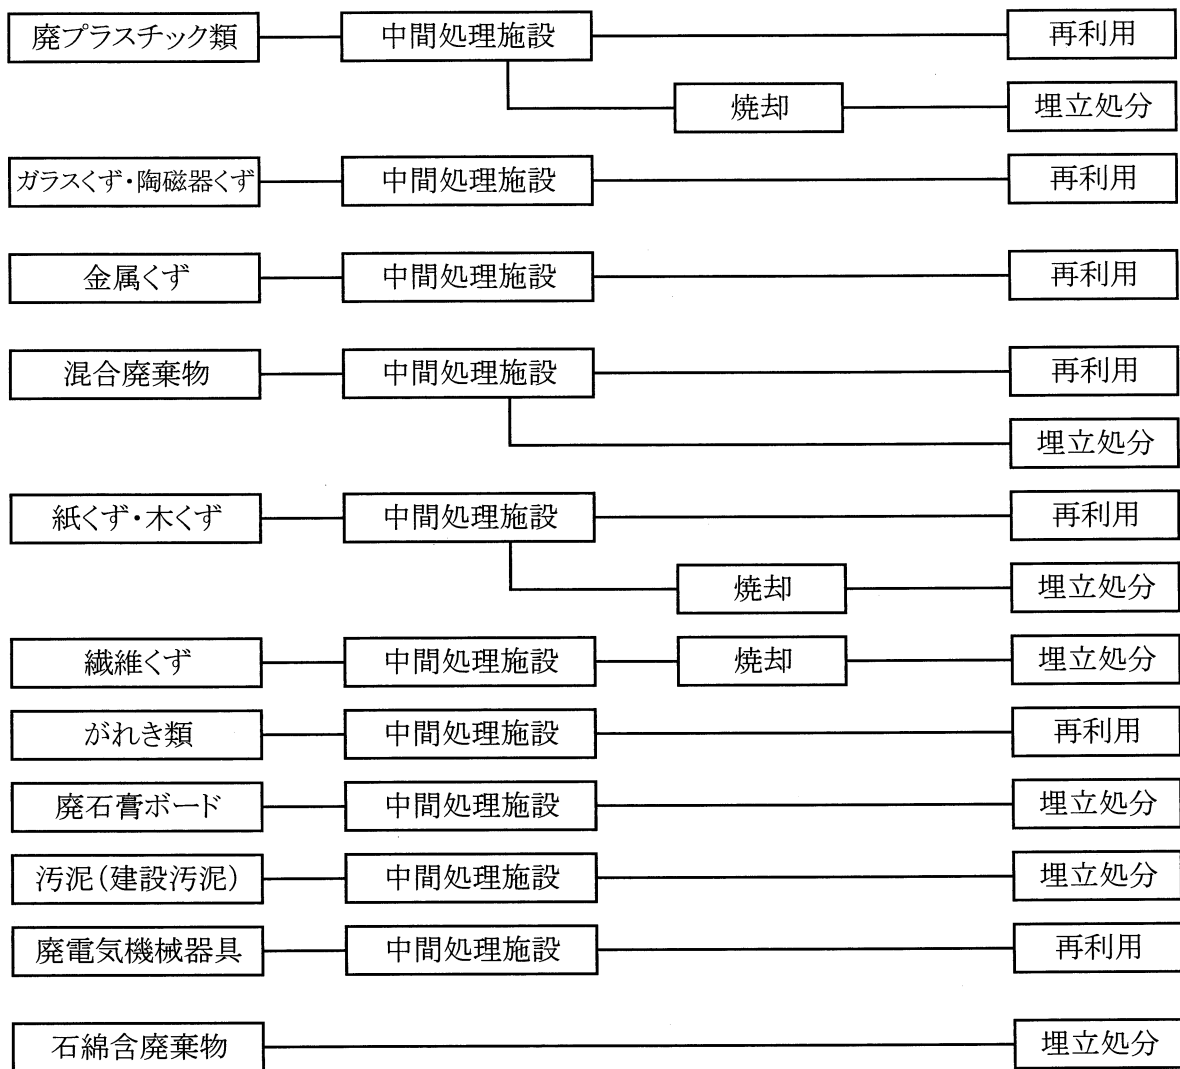 廃プラスチック類 中間処理施設 再利用
焼却 埋立処分
ガラスくず・陶磁器くず 中間処理施設 再利用
金属くず 中間処理施設 再利用
混合廃棄物 中間処理施設 再利用
埋立処分
紙くず・木くず 中間処理施設 再利用
焼却 埋立処分
繊維くず 中間処理施設 焼却 埋立処分
がれき類 中間処理施設 再利用
廃石膏ボード 中間処理施設 埋立処分
汚泥(建設汚泥) 中間処理施設 埋立処分
廃電気機械器具 中間処理施設 再利用
石綿含廃棄物 埋立処分